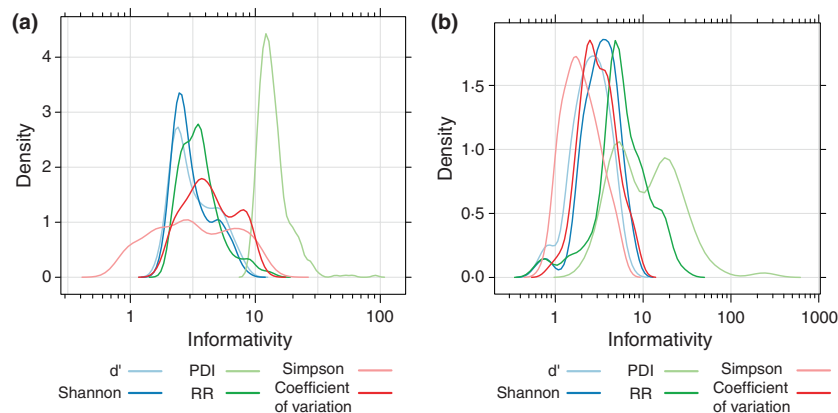 (a)
4
3
2
1
0
Density
1
10
100
Informativity
d'
PDI
Simpson
Shannon
RR
Coefficient
of variation
(b)
1·5
1·0
0·5
0·0
Density
1
10
100
1000
Informativity
d'
PDI
Simpson
Shannon
RR
Coefficient
of variation